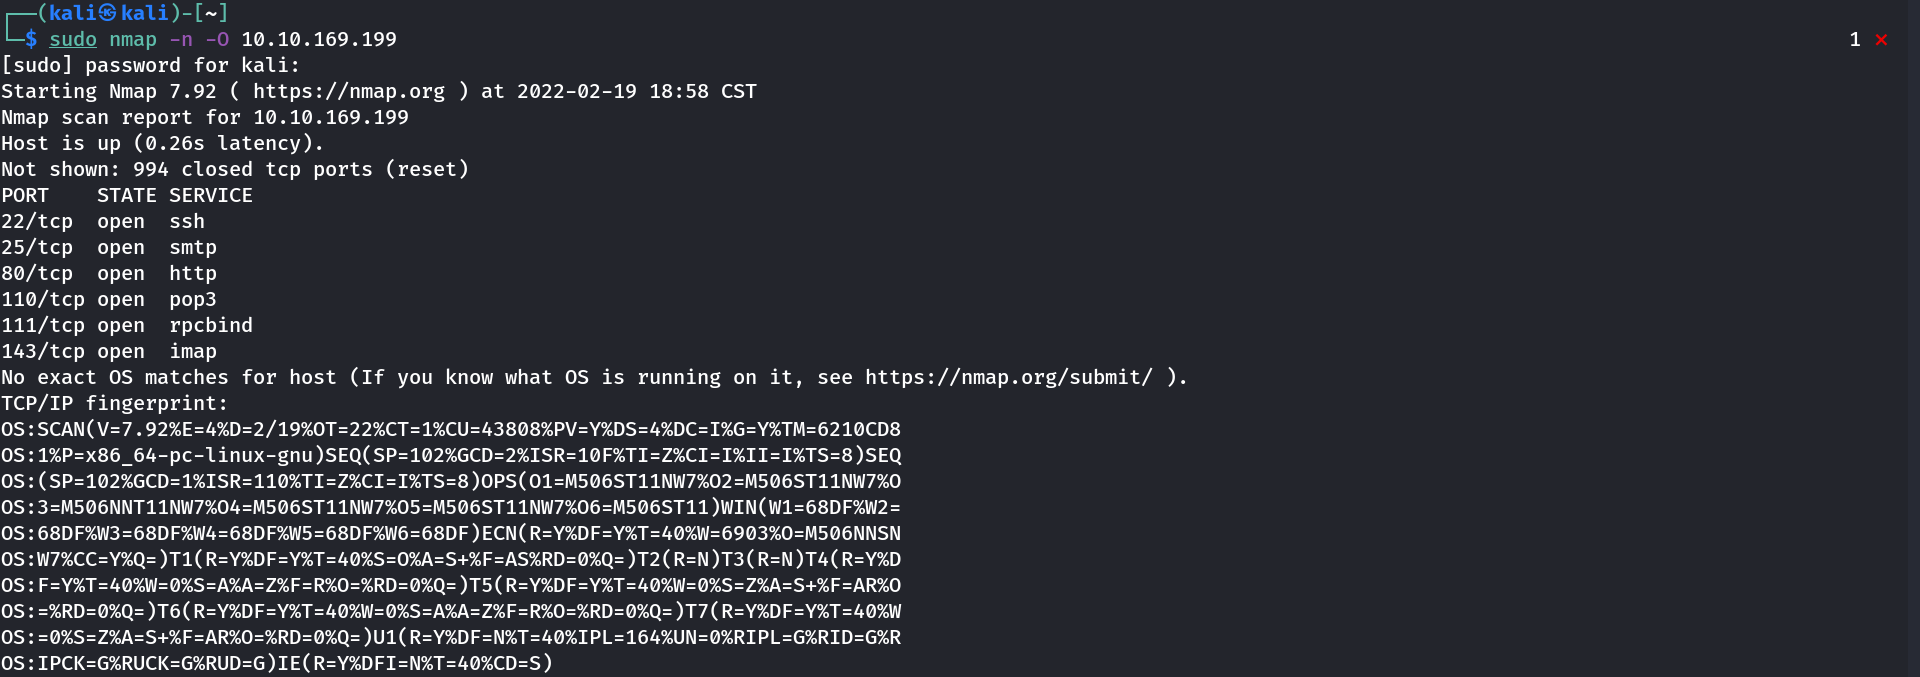 ┌──(kali㉿kali)-[~]
└─$ sudo nmap -n -O 10.10.169.199 1 ⨯
[sudo] password for kali:
Starting Nmap 7.92 ( https://nmap.org ) at 2022-02-19 18:58 CST
Nmap scan report for 10.10.169.199
Host is up (0.26s latency).
Not shown: 994 closed tcp ports (reset)
PORT    STATE SERVICE
22/tcp  open  ssh
25/tcp  open  smtp
80/tcp  open  http
110/tcp open  pop3
111/tcp open  rpcbind
143/tcp open  imap
No exact OS matches for host (If you know what OS is running on it, see https://nmap.org/submit/ ).
TCP/IP fingerprint:
OS:SCAN(V=7.92%E=4%D=2/19%OT=22%CT=1%CU=43808%PV=Y%DS=4%DC=I%G=Y%TM=6210CD8
OS:1%P=x86_64-pc-linux-gnu)SEQ(SP=102%GCD=2%ISR=10F%TI=Z%CI=I%II=I%TS=8)SEQ
OS:(SP=102%GCD=1%ISR=110%TI=Z%CI=I%TS=8)OPS(O1=M506ST11NW7%O2=M506ST11NW7%O
OS:3=M506NNT11NW7%O4=M506ST11NW7%O5=M506ST11NW7%O6=M506ST11)WIN(W1=68DF%W2=
OS:68DF%W3=68DF%W4=68DF%W5=68DF%W6=68DF)ECN(R=Y%DF=Y%T=40%W=6903%O=M506NNSN
OS:W7%CC=Y%Q=)T1(R=Y%DF=Y%T=40%S=O%A=S+%F=AS%RD=0%Q=)T2(R=N)T3(R=N)T4(R=Y%D
OS:F=Y%T=40%W=0%S=A%A=Z%F=R%O=%RD=0%Q=)T5(R=Y%DF=Y%T=40%W=0%S=Z%A=S+%F=AR%O
OS:=%RD=0%Q=)T6(R=Y%DF=Y%T=40%W=0%S=A%A=Z%F=R%O=%RD=0%Q=)T7(R=Y%DF=Y%T=40%W
OS:=0%S=Z%A=S+%F=AR%O=%RD=0%Q=)U1(R=Y%DF=N%T=40%IPL=164%UN=0%RIPL=G%RID=G%R
OS:IPCK=G%RUCK=G%RUD=G)IE(R=Y%DFI=N%T=40%CD=S)